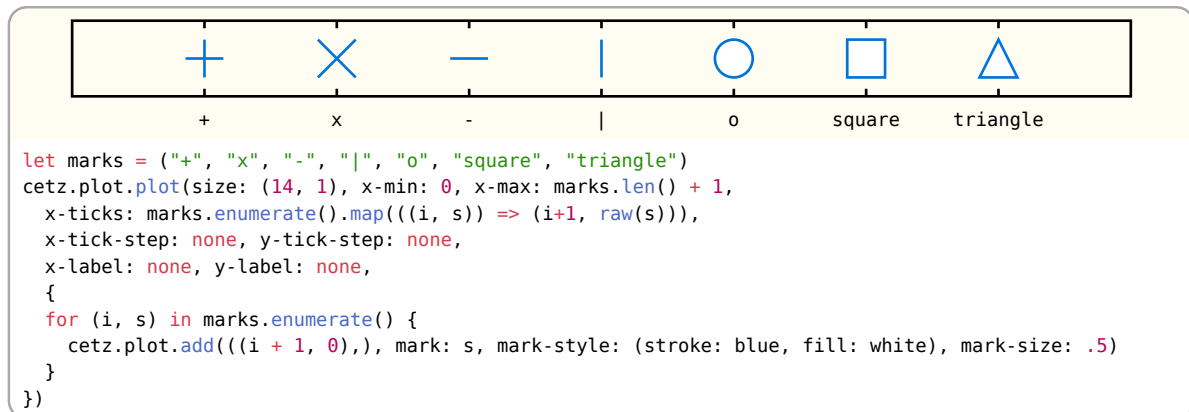 + x - | o square triangle
let marks = ("+", "x", "-", "|", "o", "square", "triangle")
cetz.plot.plot(size: (14, 1), x-min: 0, x-max: marks.len() + 1,
  x-ticks: marks.enumerate().map(((i, s)) => (i+1, raw(s))),
  x-tick-step: none, y-tick-step: none,
  x-label: none, y-label: none,
  {
  for (i, s) in marks.enumerate() {
    cetz.plot.add(((i + 1, 0),), mark: s, mark-style: (stroke: blue, fill: white), mark-size: .5)
  }
})